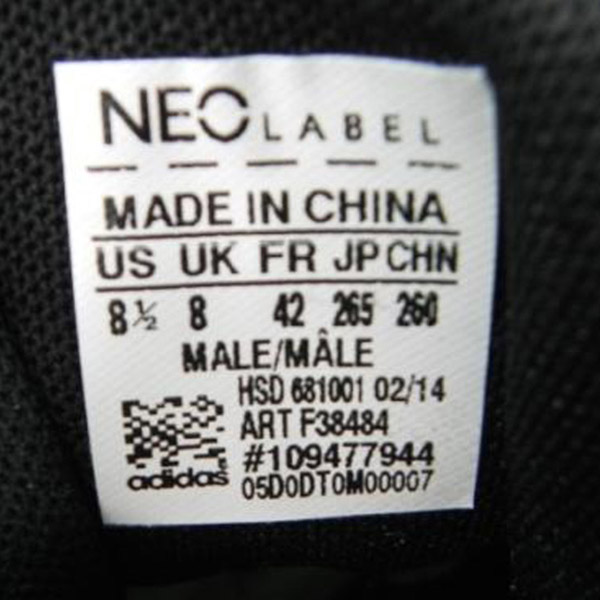 NEO LABEL
MADE IN CHINA
US UK FR JP CHN
8½ 8 42 265 260
MALE/MÂLE
HSD 681001 02/14
ART F38484
#109477944
adidas 05D0DT0M00007